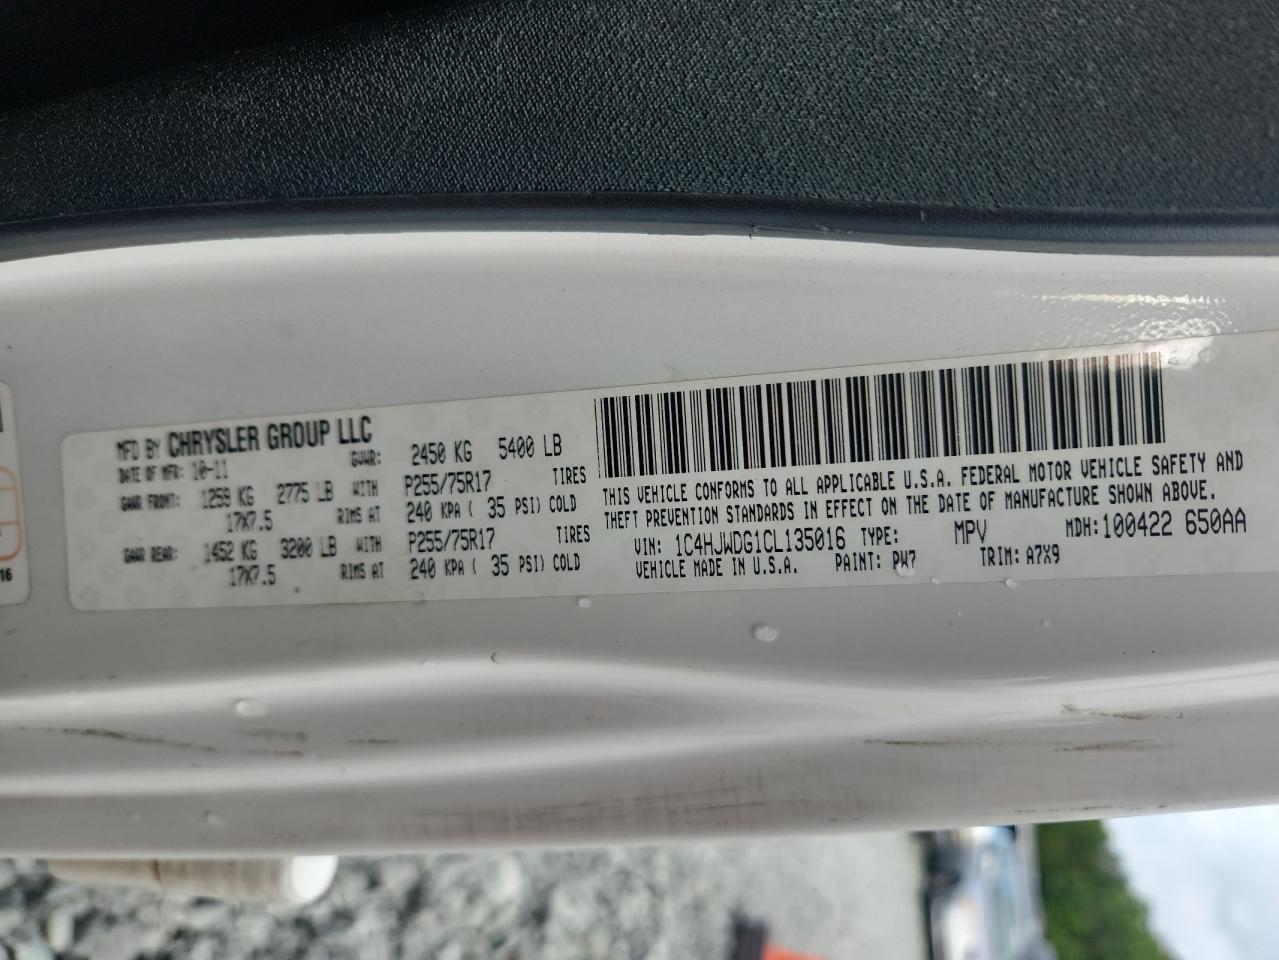 MFD BY CHRYSLER GROUP LLC
DATE OF MFR: 10-11 GVWR: 2450 KG 5400 LB
GAWR FRONT: 1259 KG 2775 LB WITH P255/75R17 TIRES
17X7.5 RIMS AT 240 KPA ( 35 PSI) COLD
GAWR REAR: 1452 KG 3200 LB WITH P255/75R17 TIRES
17X7.5 RIMS AT 240 KPA ( 35 PSI) COLD
THIS VEHICLE CONFORMS TO ALL APPLICABLE U.S.A. FEDERAL MOTOR VEHICLE SAFETY AND
THEFT PREVENTION STANDARDS IN EFFECT ON THE DATE OF MANUFACTURE SHOWN ABOVE.
VIN: 1C4HJWDG1CL135016 TYPE: MPV MDH:100422 650AA
VEHICLE MADE IN U.S.A. PAINT: PW7 TRIM: A7X9
16